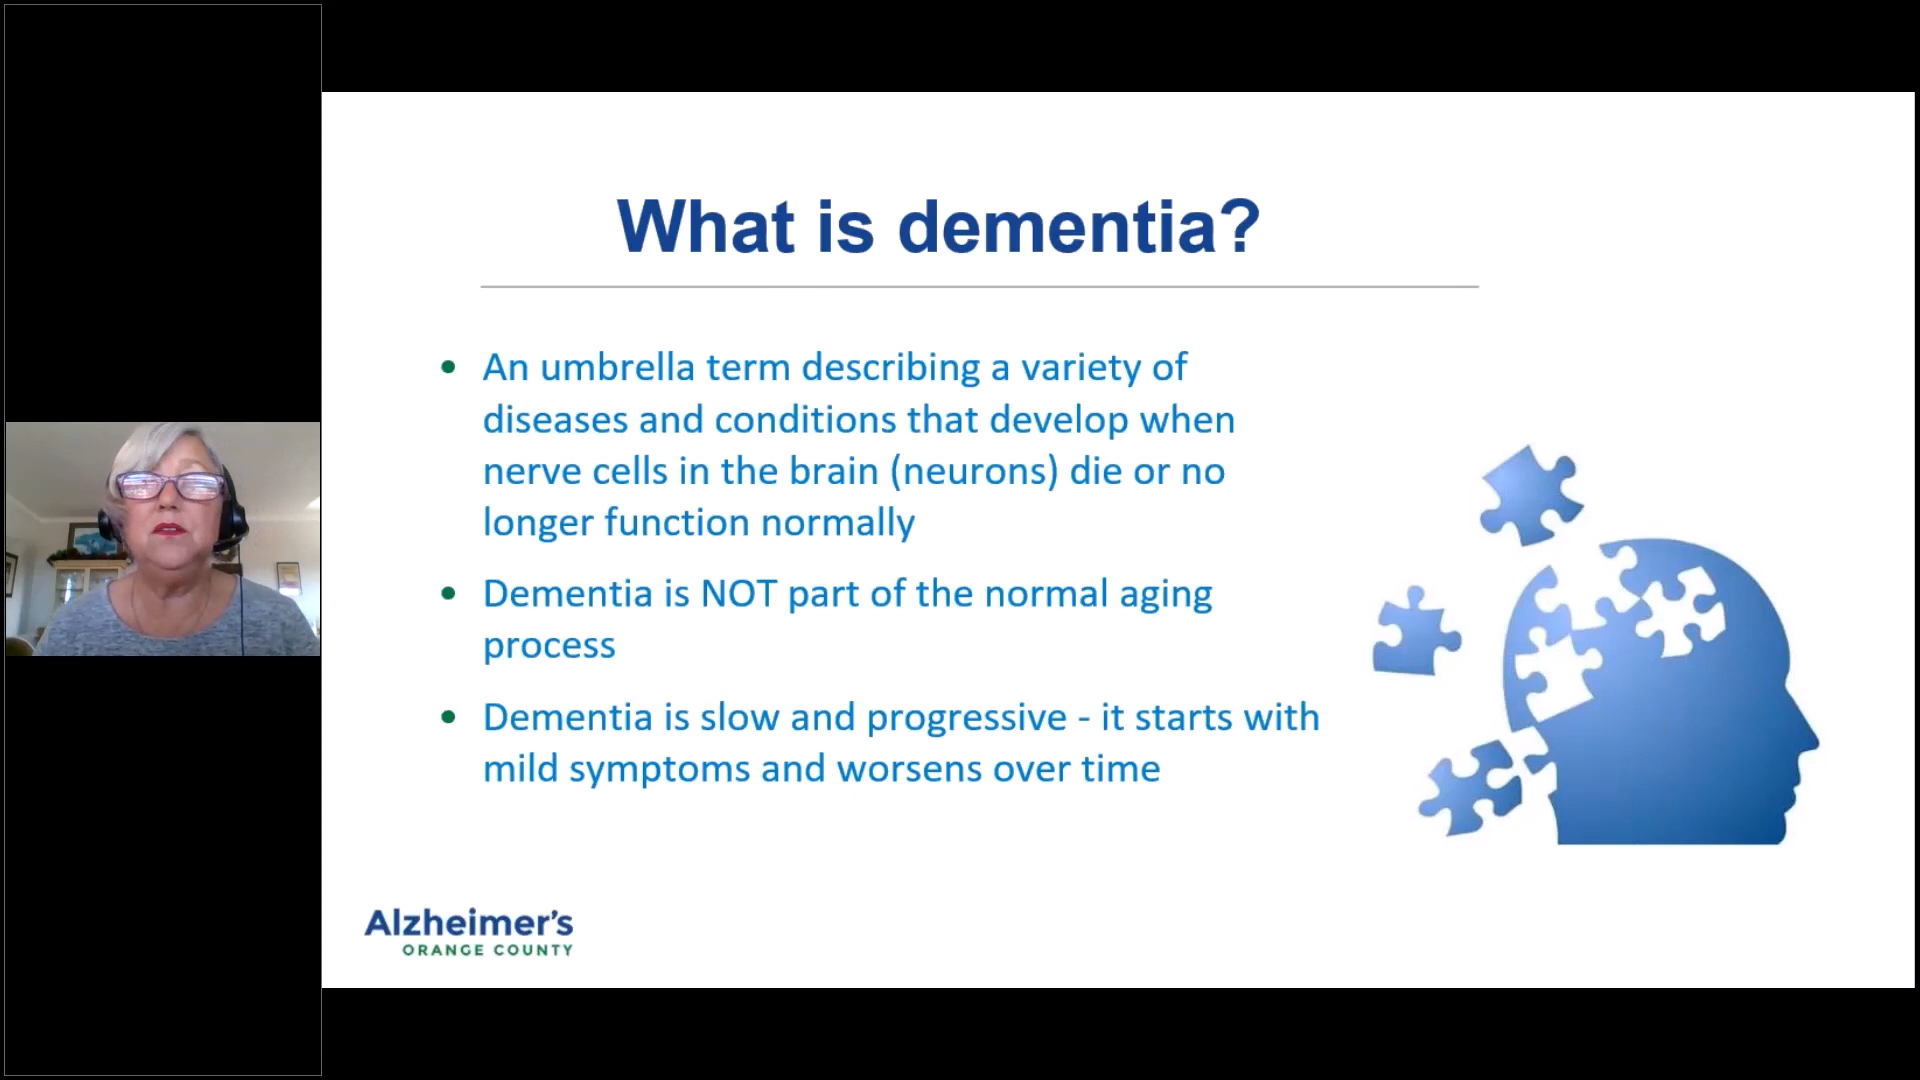 What is dementia?
• An umbrella term describing a variety of
diseases and conditions that develop when
nerve cells in the brain (neurons) die or no
longer function normally
• Dementia is NOT part of the normal aging
process
• Dementia is slow and progressive - it starts with
mild symptoms and worsens over time
Alzheimer's
ORANGE COUNTY